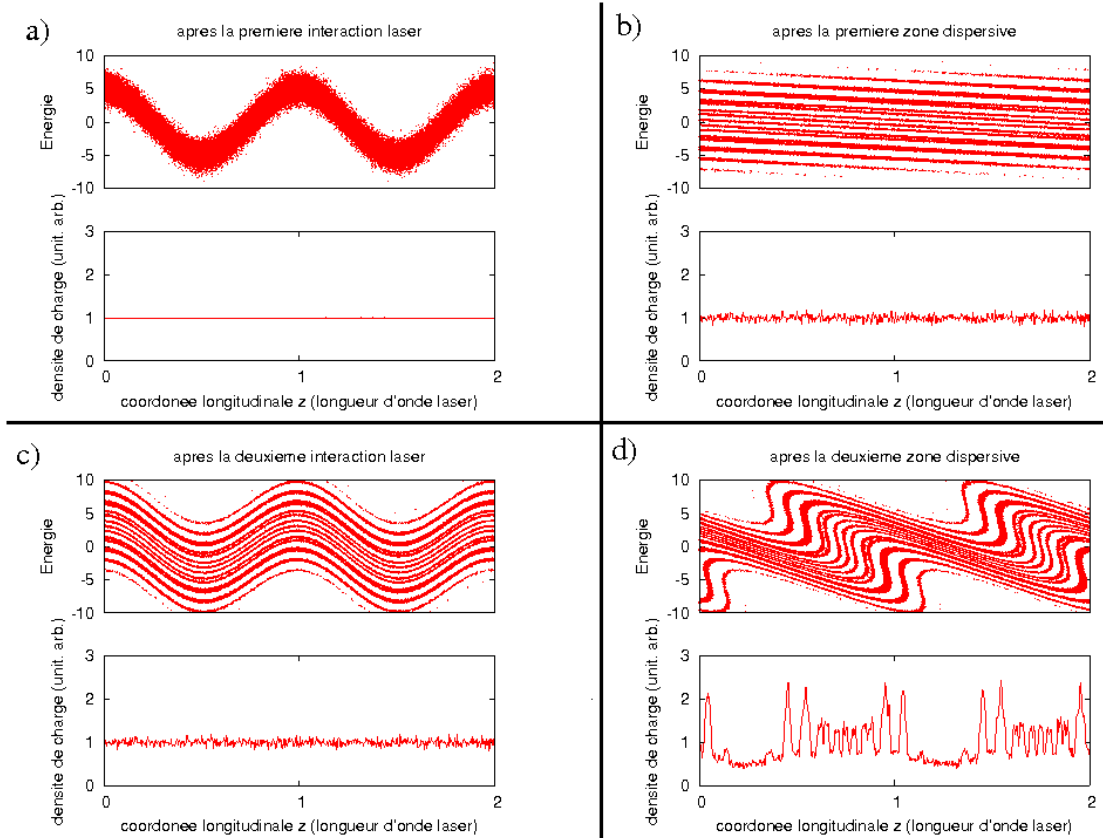 a)
apres la premiere interaction laser
Energie
10
5
0
-5
-10
densite de charge (unit. arb.)
3
2
1
0
0
1
2
coordonee longitudinale z (longueur d'onde laser)
b)
apres la premiere zone dispersive
Energie
10
5
0
-5
-10
densite de charge (unit. arb.)
3
2
1
0
0
1
2
coordonee longitudinale z (longueur d'onde laser)
c)
apres la deuxieme interaction laser
Energie
10
5
0
-5
-10
densite de charge (unit. arb.)
3
2
1
0
0
1
2
coordonee longitudinale z (longueur d'onde laser)
d)
apres la deuxieme zone dispersive
Energie
10
5
0
-5
-10
densite de charge (unit. arb.)
3
2
1
0
0
1
2
coordonee longitudinale z (longueur d'onde laser)